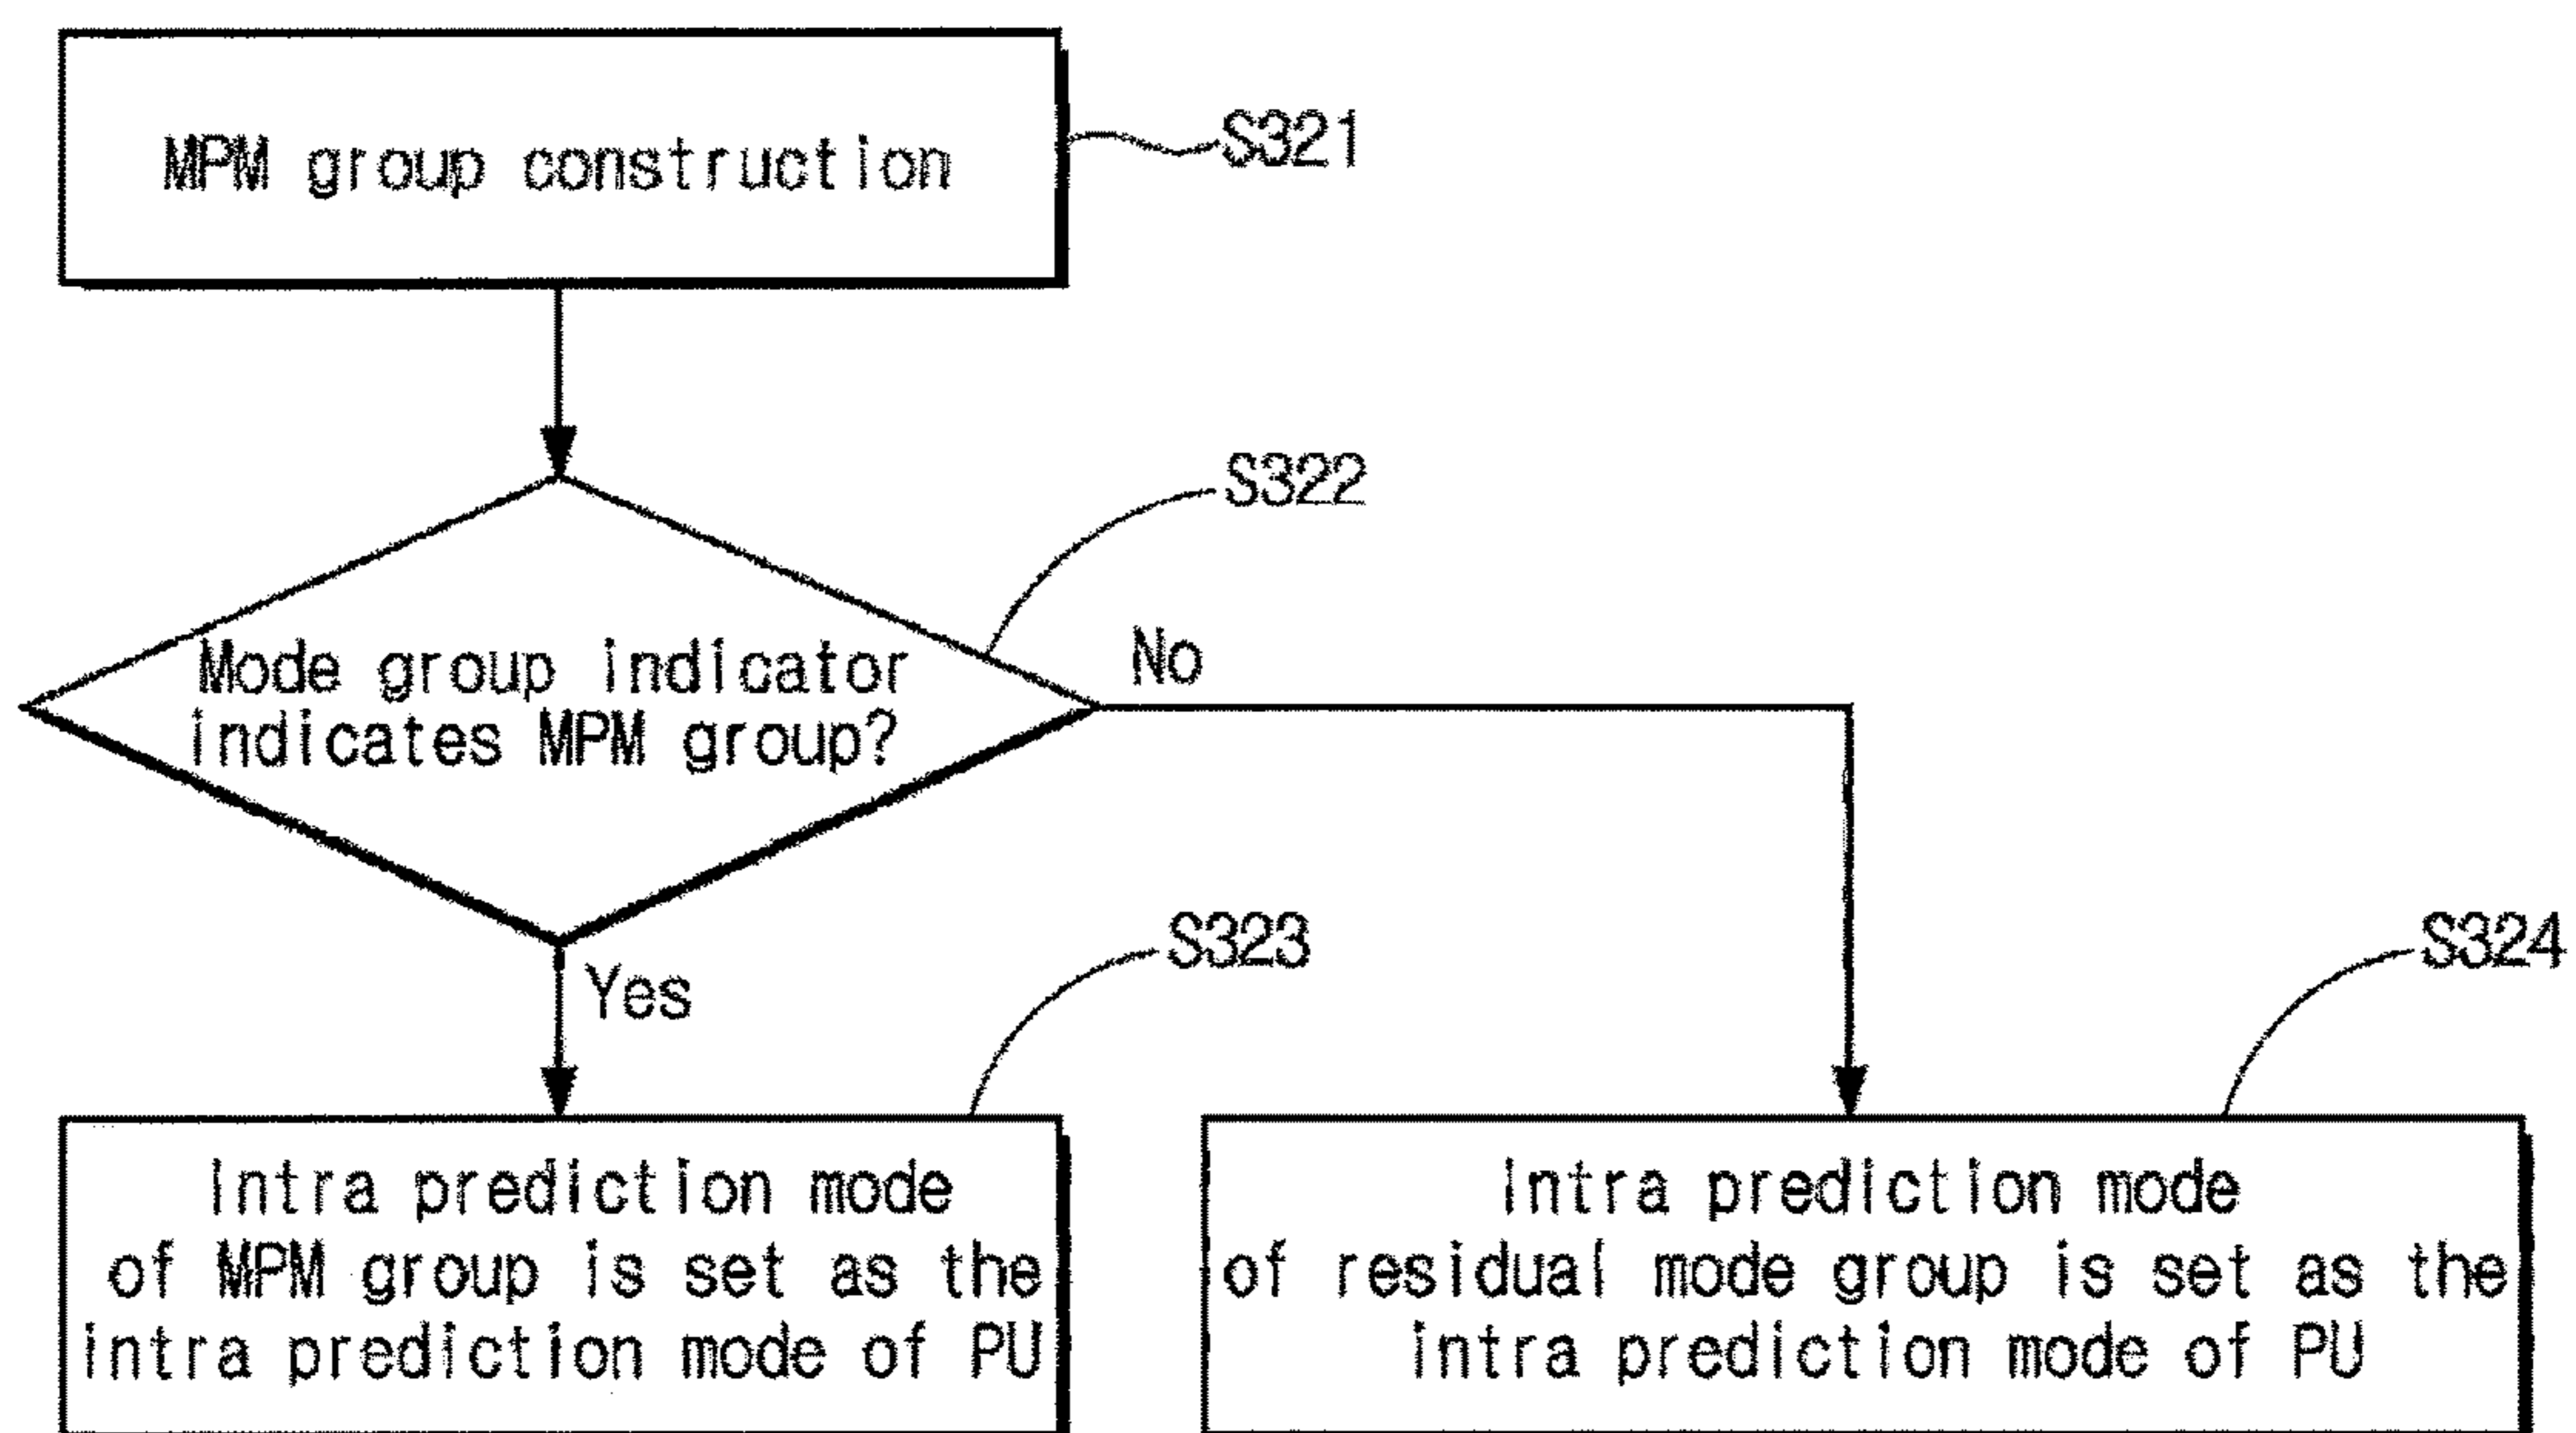 MPM group construction
S321
S322
Mode group indicator
indicates MPM group?
No
Yes
S323
S324
Intra prediction mode
of MPM group is set as the
intra prediction mode of PU
Intra prediction mode
of residual mode group is set as the
intra prediction mode of PU